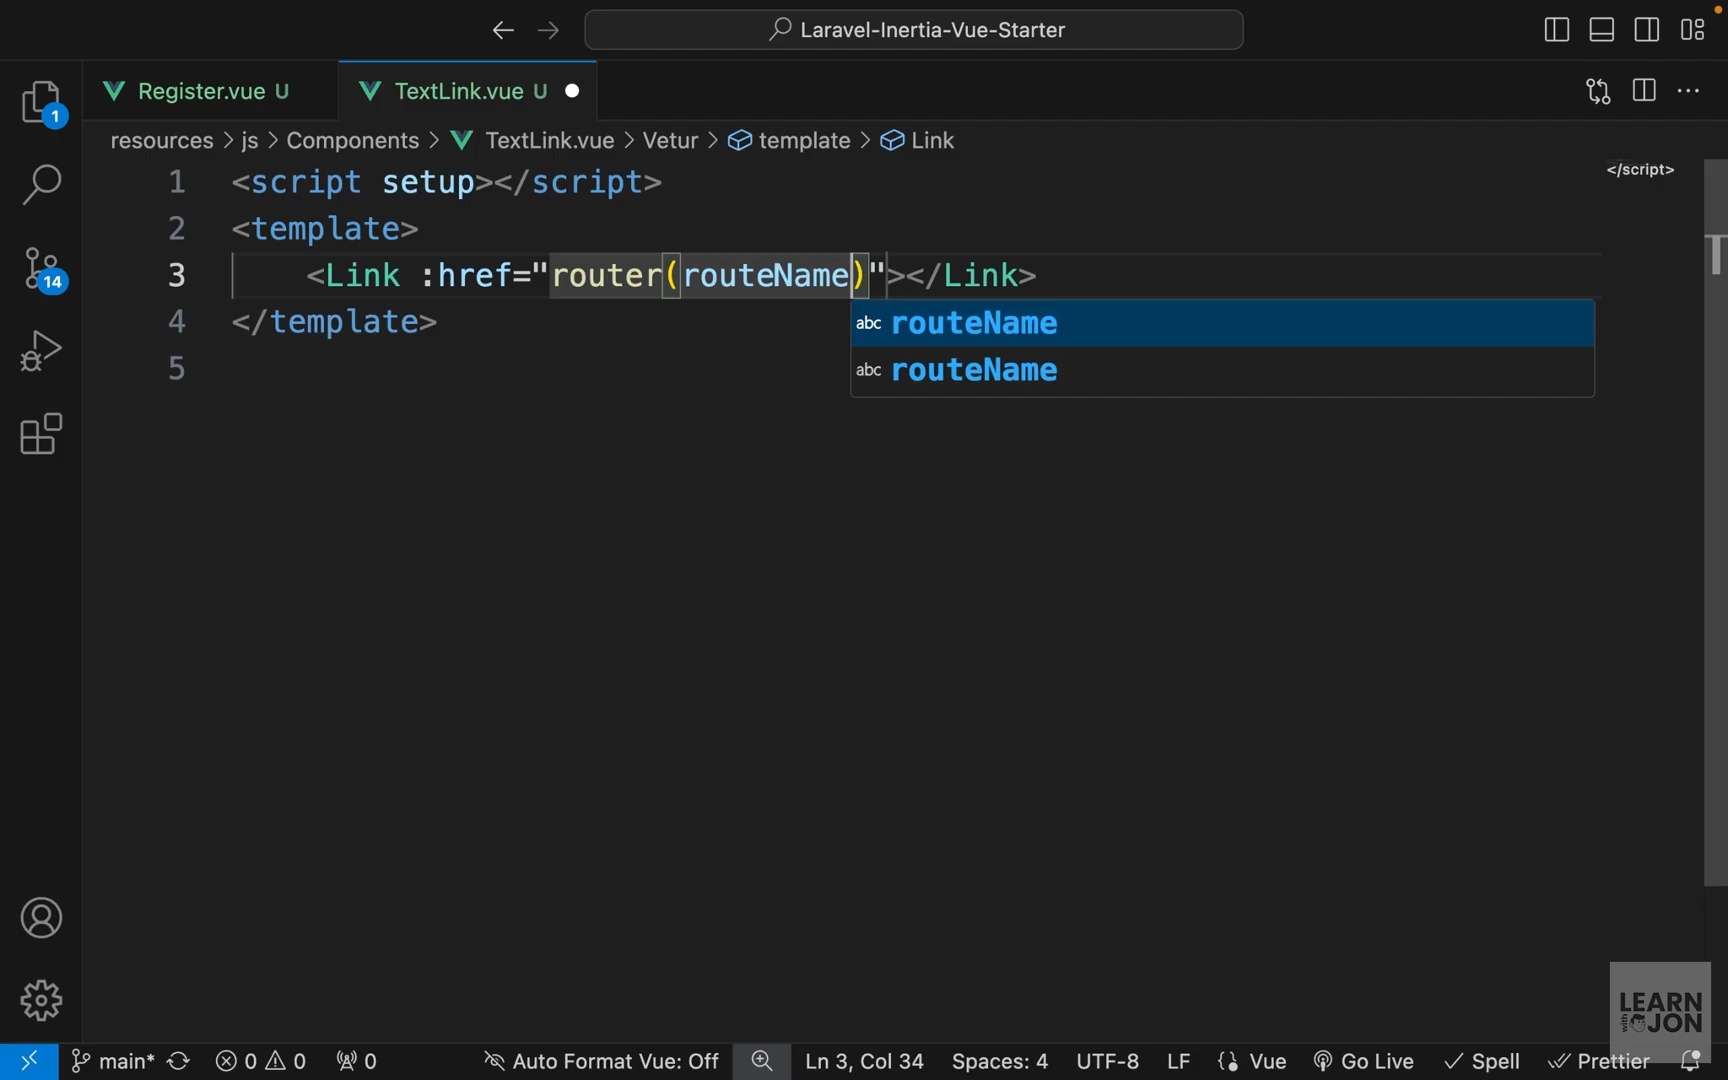 Laravel-Inertia-Vue-Starter
Register.vue U
TextLink.vue U
resources > js > Components > TextLink.vue > Vetur > template > Link
1 <script setup></script>
2 <template>
3 <Link :href="router(routeName)"></Link>
4 </template>
5
abc routeName
abc routeName
</script>
1
14
LEARN
with JON
main* 0 0 0 Auto Format Vue: Off Ln 3, Col 34 Spaces: 4 UTF-8 LF {} Vue Go Live Spell Prettier